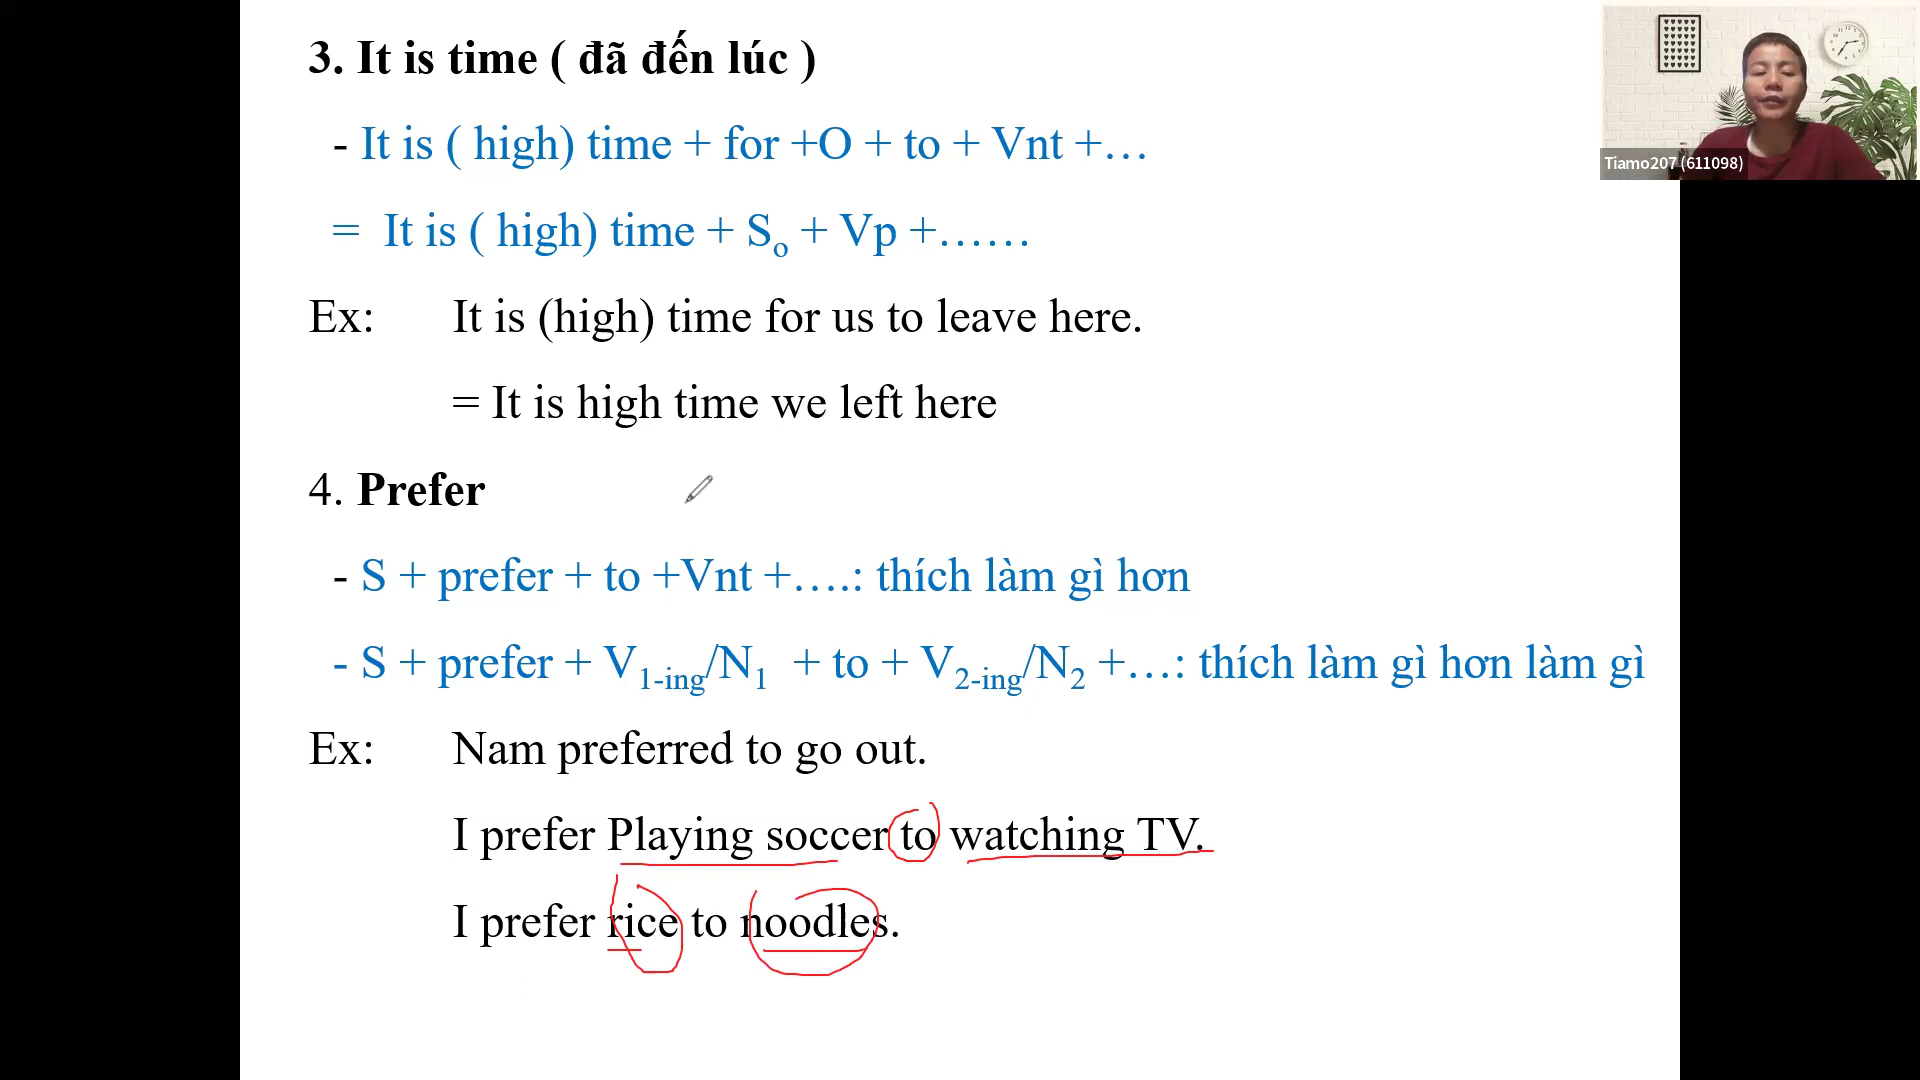 3. It is time ( đã đến lúc )
- It is ( high) time + for +O + to + Vnt +…
= It is ( high) time + So + Vp +……
Ex: It is (high) time for us to leave here.
= It is high time we left here
4. Prefer
- S + prefer + to +Vnt +….: thích làm gì hơn
- S + prefer + V1-ing/N1 + to + V2-ing/N2 +…: thích làm gì hơn làm gì
Ex: Nam preferred to go out.
I prefer Playing soccer to watching TV.
I prefer rice to noodles.
Tiamo207 (611098)